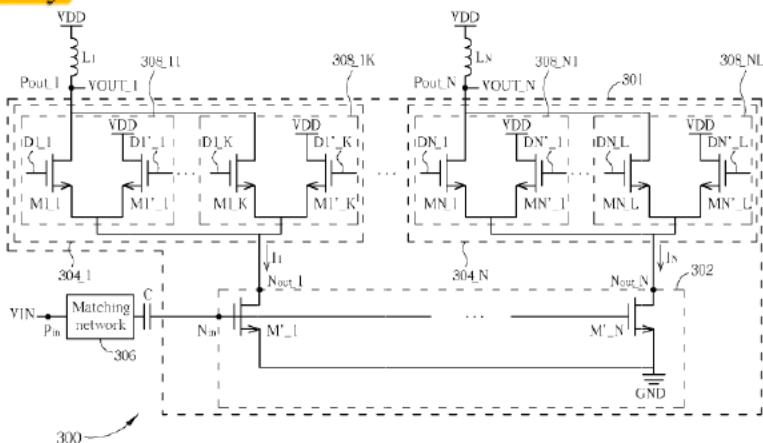 VDD VDD
L1 LN
308_11 308_1K 308_N1 308_NL
Pout_1 VOUT_1 Pout_N VOUT_N 301
VDD VDD VDD VDD
D1_1 D1'_1 D1_K D1'_K DN_1 DN'_1 DN_L DN'_L
... ... ...
M1_1 M1'_1 M1_K M1'_K MN_1 MN'_1 MN_L MN'_L
304_1 I1 304_N IN
Nout_1 Nout_N 302
VIN Pin Matching C Nin
network
M'_1 ... M'_N
306
GND
300